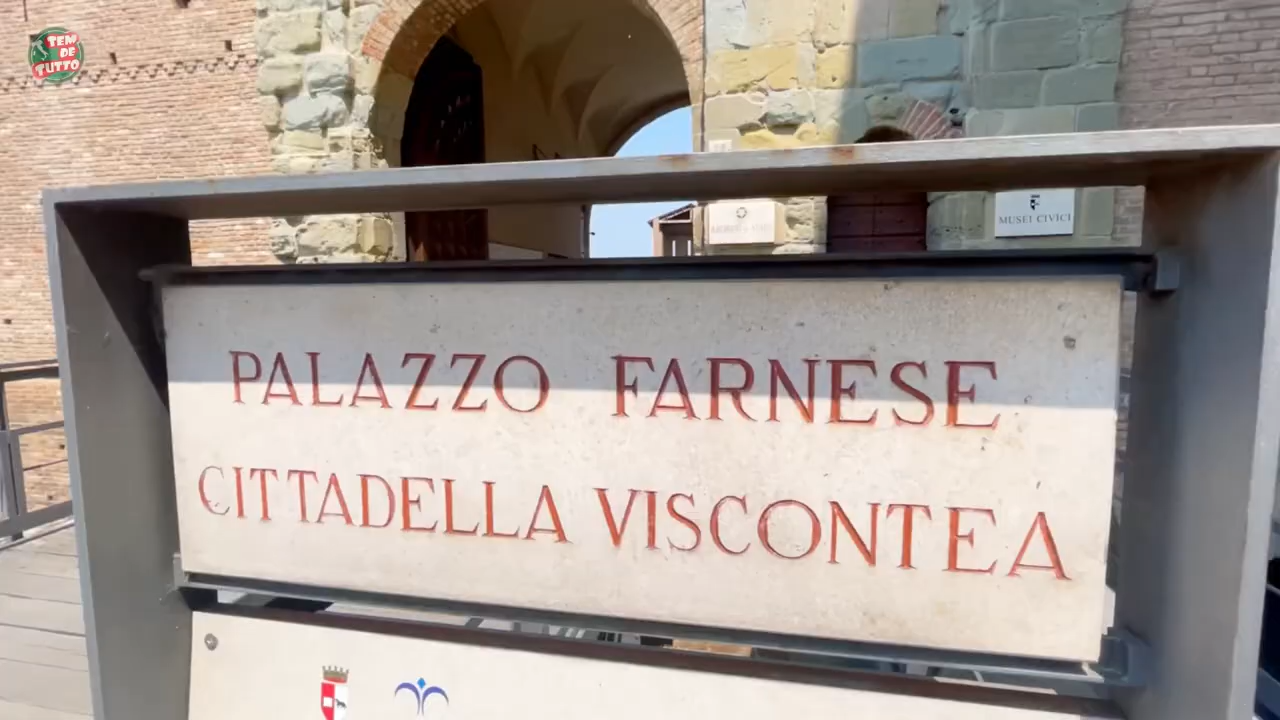 TEM
DE
TUTTO
MUSEI CIVICI
PALAZZO FARNESE
CITTADELLA VISCONTEA